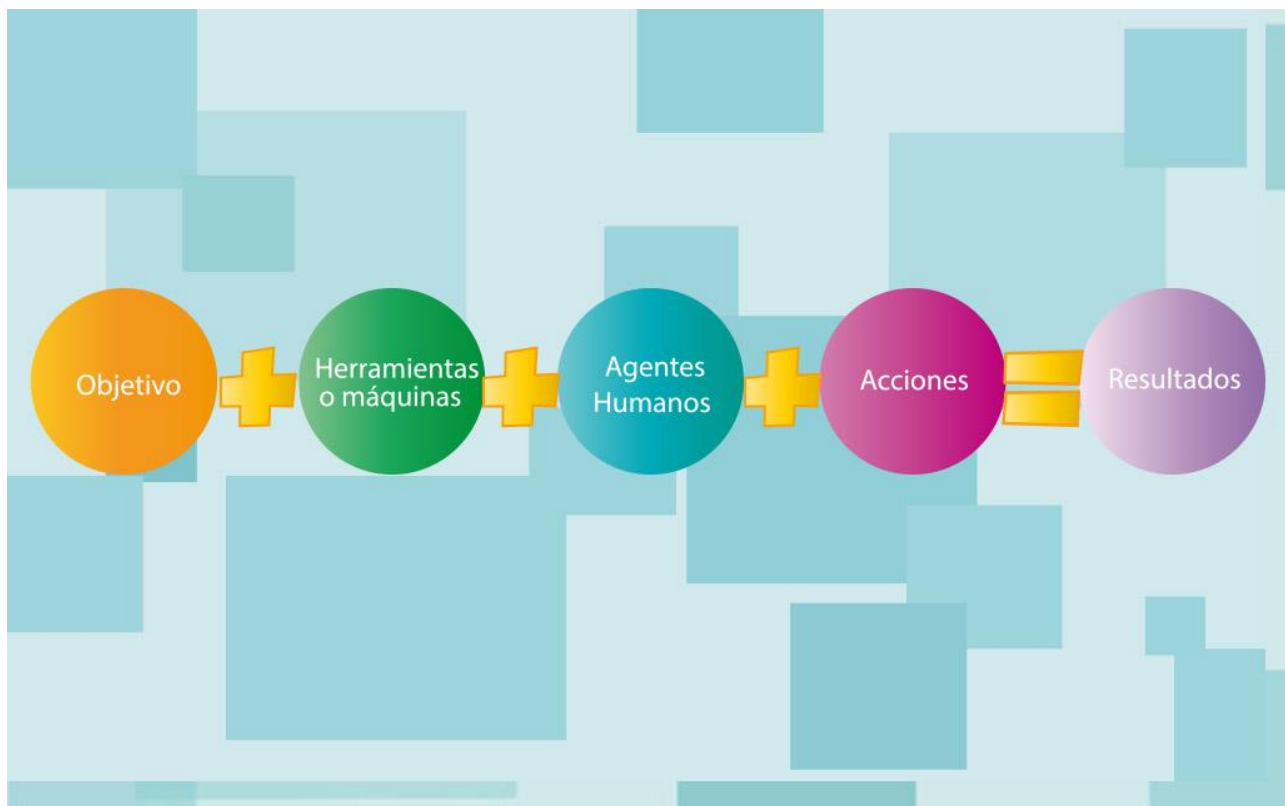 Objetivo
Herramientas
o máquinas
Agentes
Humanos
Acciones
Resultados